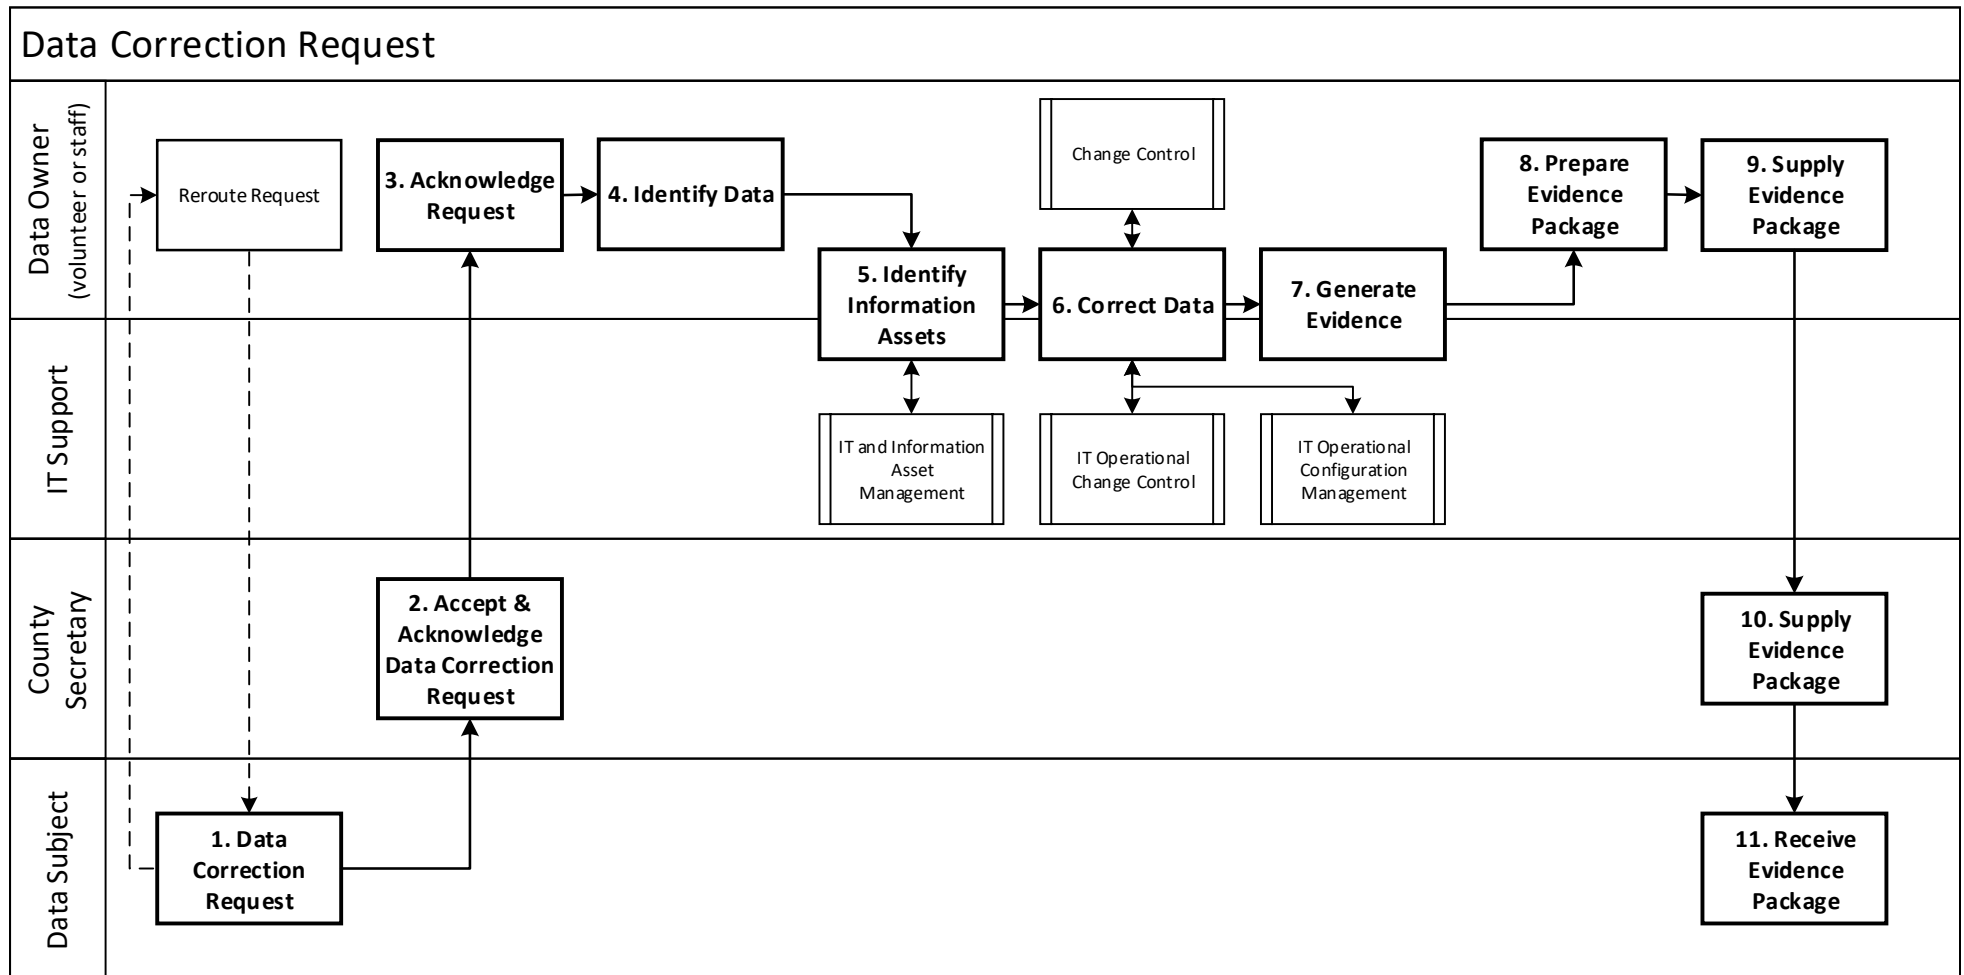 Data Correction Request
Data Owner
(volunteer or staff)
Reroute Request
3. Acknowledge
Request
4. Identify Data
5. Identify
Information
Assets
Change Control
6. Correct Data
7. Generate
Evidence
8. Prepare
Evidence
Package
9. Supply
Evidence
Package
IT Support
IT and Information
Asset
Management
IT Operational
Change Control
IT Operational
Configuration
Management
County
Secretary
2. Accept &
Acknowledge
Data Correction
Request
10. Supply
Evidence
Package
Data Subject
1. Data
Correction
Request
11. Receive
Evidence
Package